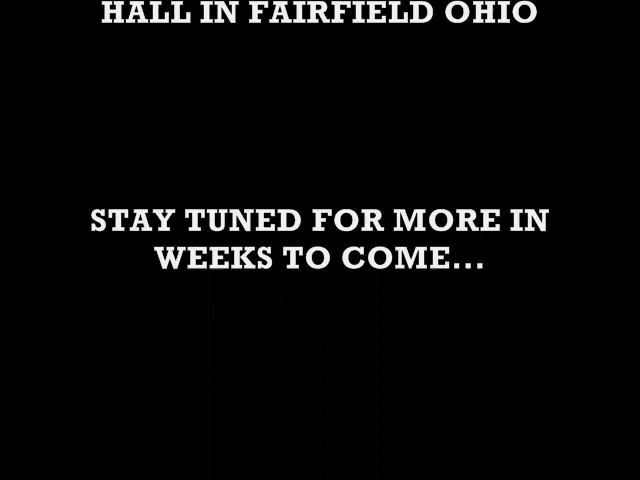 HALL IN FAIRFIELD OHIO
STAY TUNED FOR MORE IN
WEEKS TO COME...